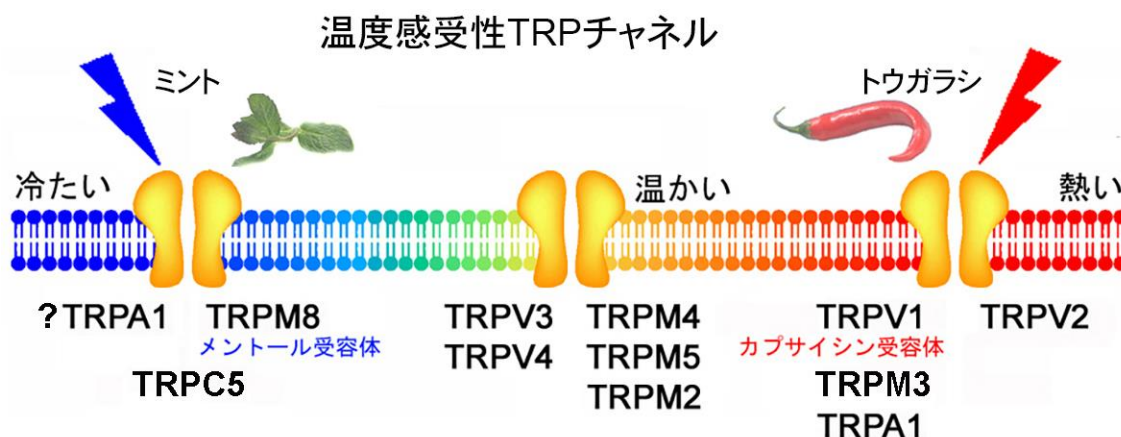 温度感受性TRPチャネル
ミント
トウガラシ
冷たい
温かい
熱い
?TRPA1
TRPM8
メントール受容体
TRPC5
TRPV3
TRPV4
TRPM4
TRPM5
TRPM2
TRPV1
カプサイシン受容体
TRPM3
TRPA1
TRPV2